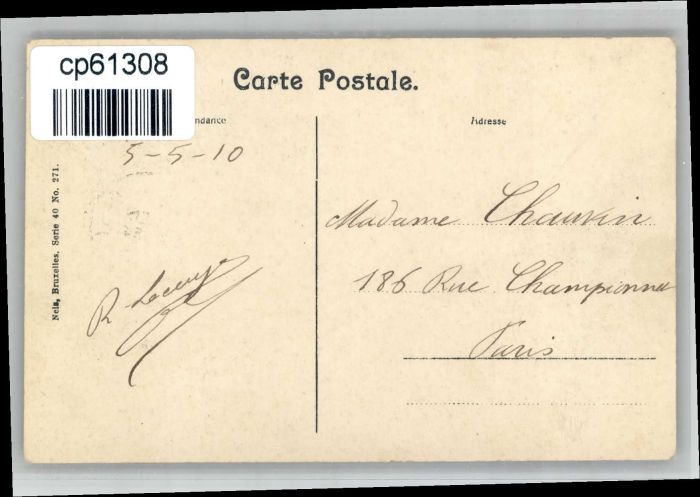 cp61308
Carte Postale.
ndance
Adresse
5-5-10
Nels, Bruxelles, Serie 40 No. 271.
Madame Chauvin
186 Rue Championnet
Paris
R